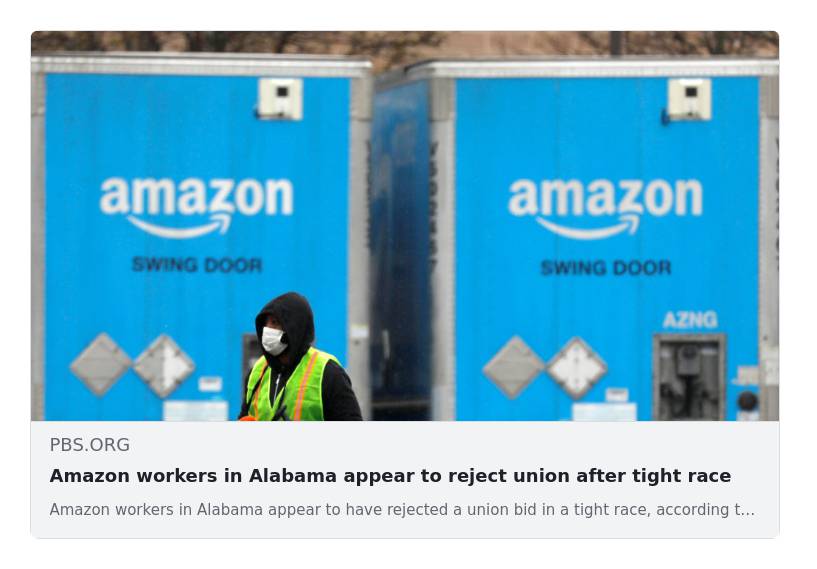 amazon
SWING DOOR
amazon
SWING DOOR
AZNG
PBS.ORG
Amazon workers in Alabama appear to reject union after tight race
Amazon workers in Alabama appear to have rejected a union bid in a tight race, according t...